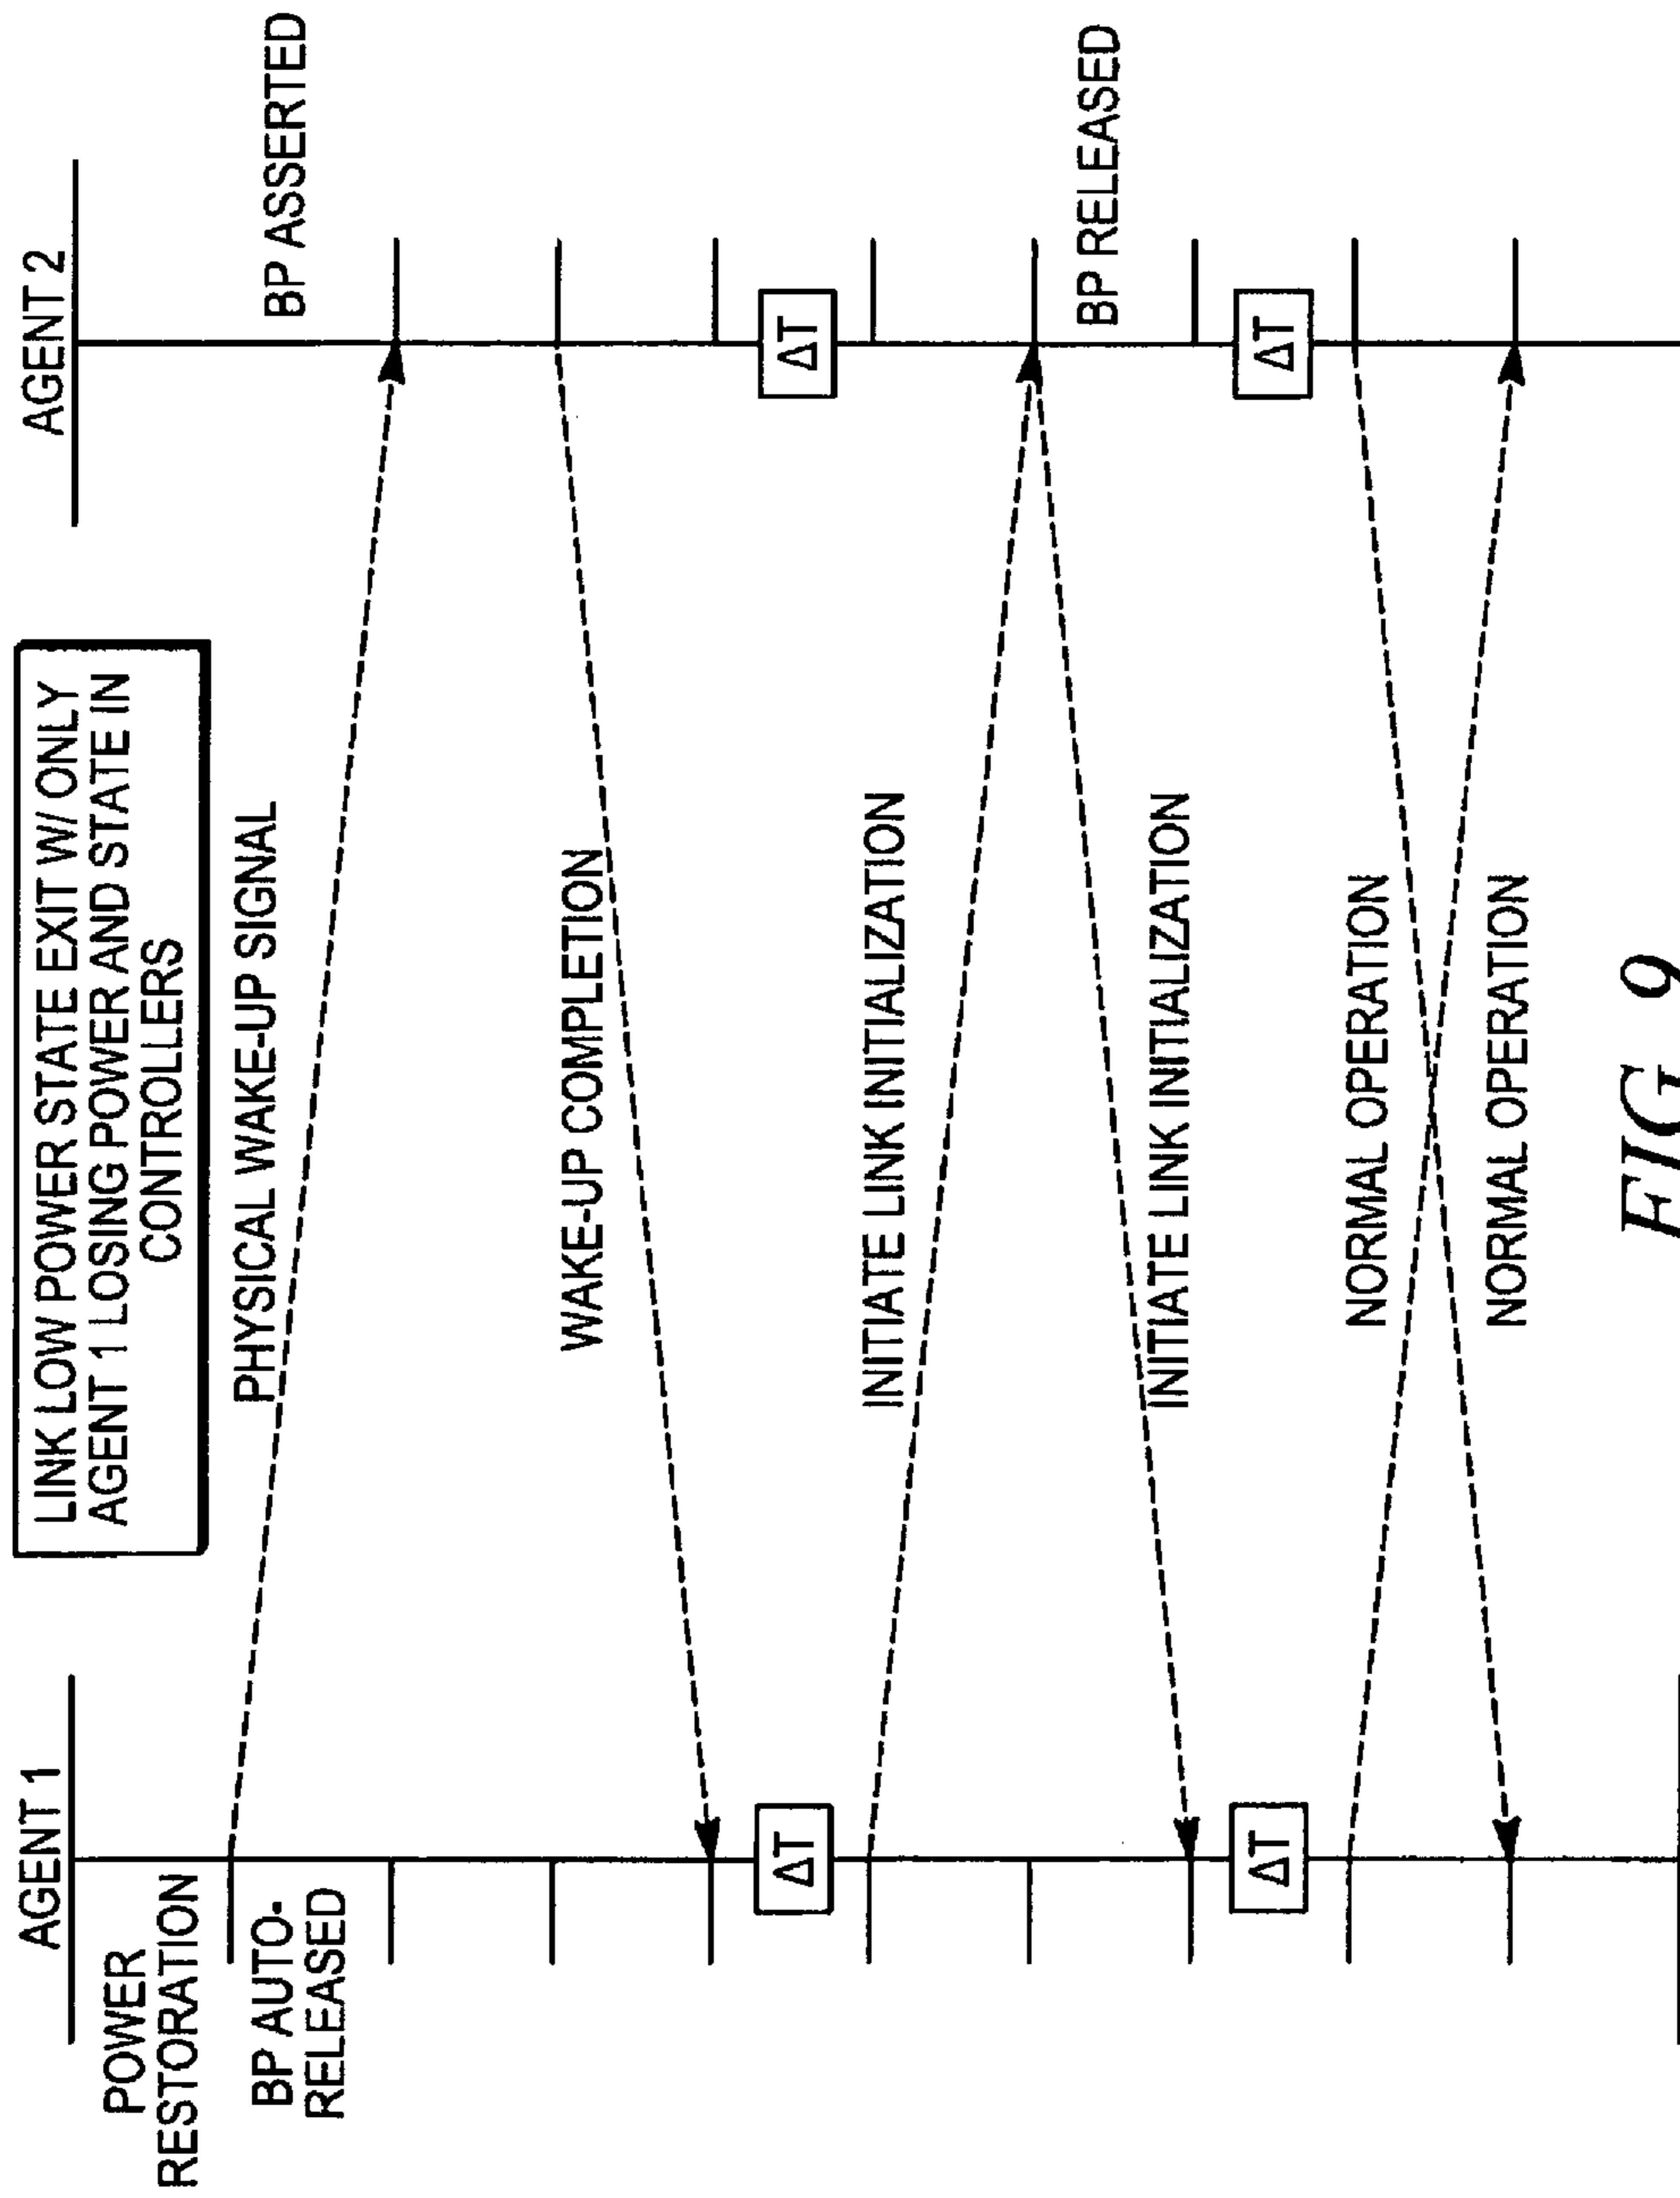 LINK LOW POWER STATE EXIT W/ ONLY
AGENT 1 LOSING POWER AND STATE IN
CONTROLLERS
AGENT 1
AGENT 2
POWER
RESTORATION
PHYSICAL WAKE-UP SIGNAL
BP ASSERTED
BP AUTO-
RELEASED
WAKE-UP COMPLETION
ΔT
ΔT
INITIATE LINK INITIALIZATION
BP RELEASED
INITIATE LINK INITIALIZATION
ΔT
ΔT
NORMAL OPERATION
NORMAL OPERATION
FIG 9